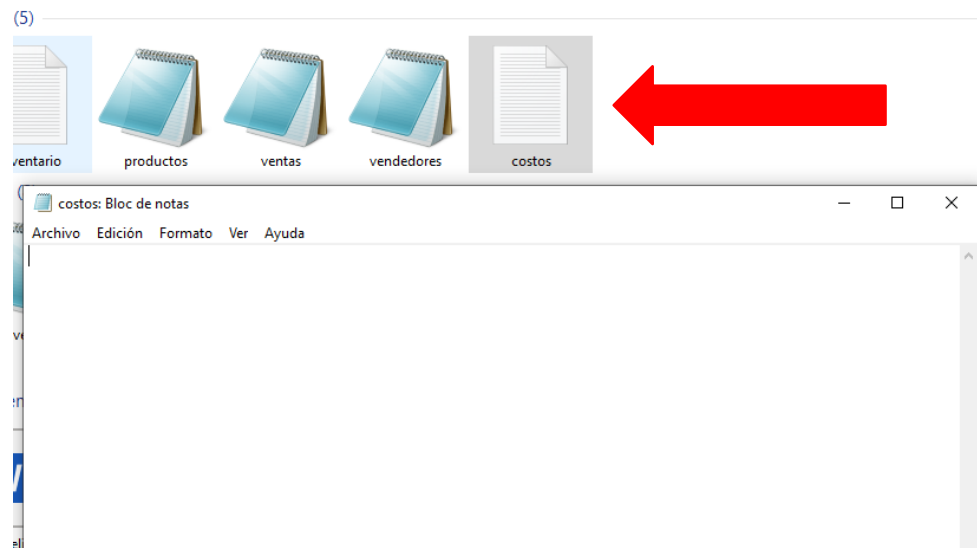 (5)
ventario productos ventas vendedores costos
costos: Bloc de notas
Archivo Edición Formato Ver Ayuda